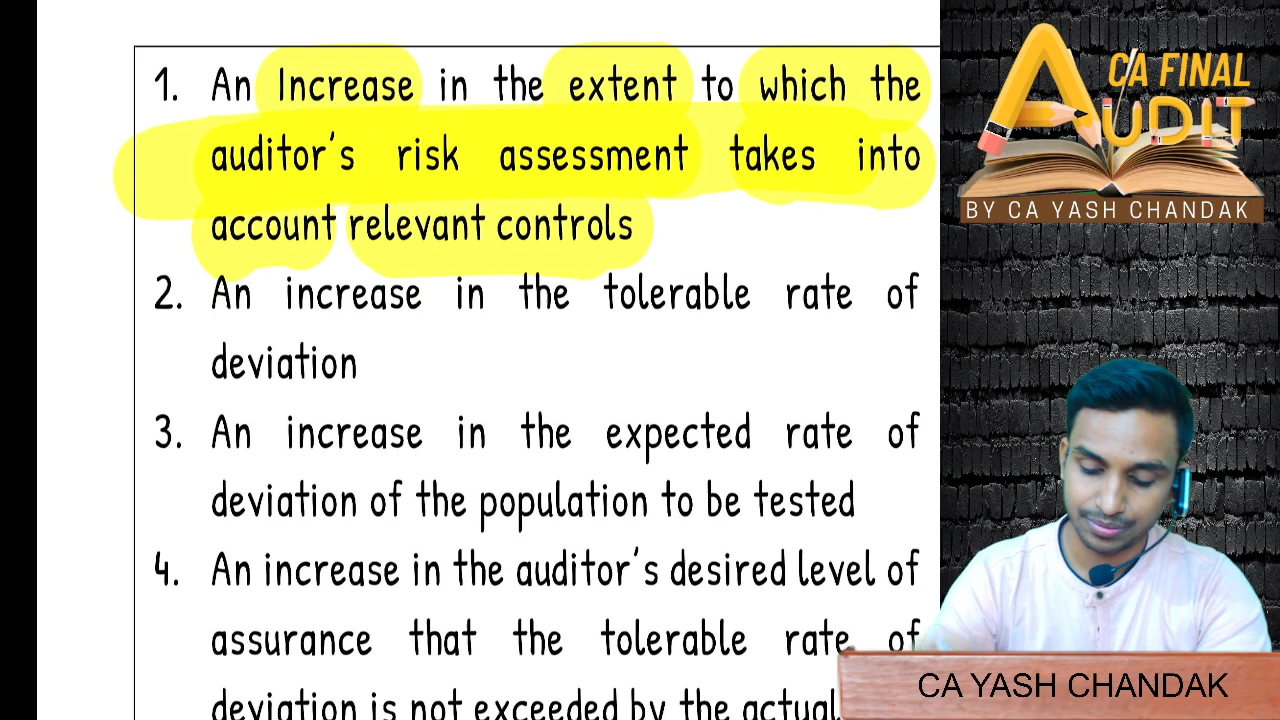 1. An Increase in the extent to which the
auditor's risk assessment takes into
account relevant controls
2. An increase in the tolerable rate of
deviation
3. An increase in the expected rate of
deviation of the population to be tested
4. An increase in the auditor's desired level of
assurance that the tolerable rate of
deviation is not exceeded by the actual
CA FINAL
AUDIT
BY CA YASH CHANDAK
CA YASH CHANDAK